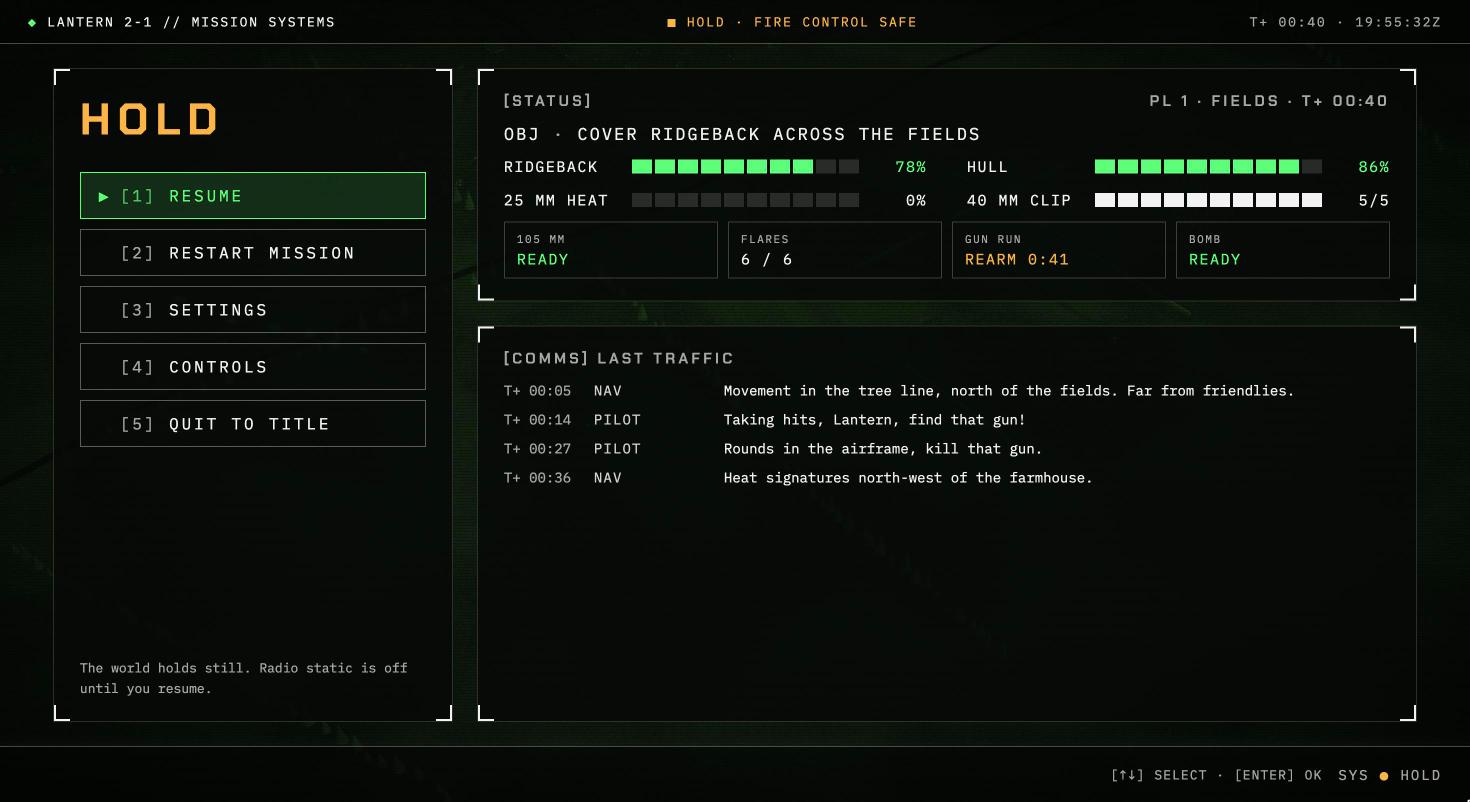 ◆ LANTERN 2-1 // MISSION SYSTEMS
■ HOLD · FIRE CONTROL SAFE
T+ 00:40 · 19:55:32Z
HOLD
▶ [1] RESUME
[2] RESTART MISSION
[3] SETTINGS
[4] CONTROLS
[5] QUIT TO TITLE
The world holds still. Radio static is off
until you resume.
[STATUS]
PL 1 · FIELDS · T+ 00:40
OBJ · COVER RIDGEBACK ACROSS THE FIELDS
RIDGEBACK 78% HULL 86%
25 MM HEAT 0% 40 MM CLIP 5/5
105 MM
READY
FLARES
6 / 6
GUN RUN
REARM 0:41
BOMB
READY
[COMMS] LAST TRAFFIC
T+ 00:05 NAV Movement in the tree line, north of the fields. Far from friendlies.
T+ 00:14 PILOT Taking hits, Lantern, find that gun!
T+ 00:27 PILOT Rounds in the airframe, kill that gun.
T+ 00:36 NAV Heat signatures north-west of the farmhouse.
[↑↓] SELECT · [ENTER] OK SYS ● HOLD